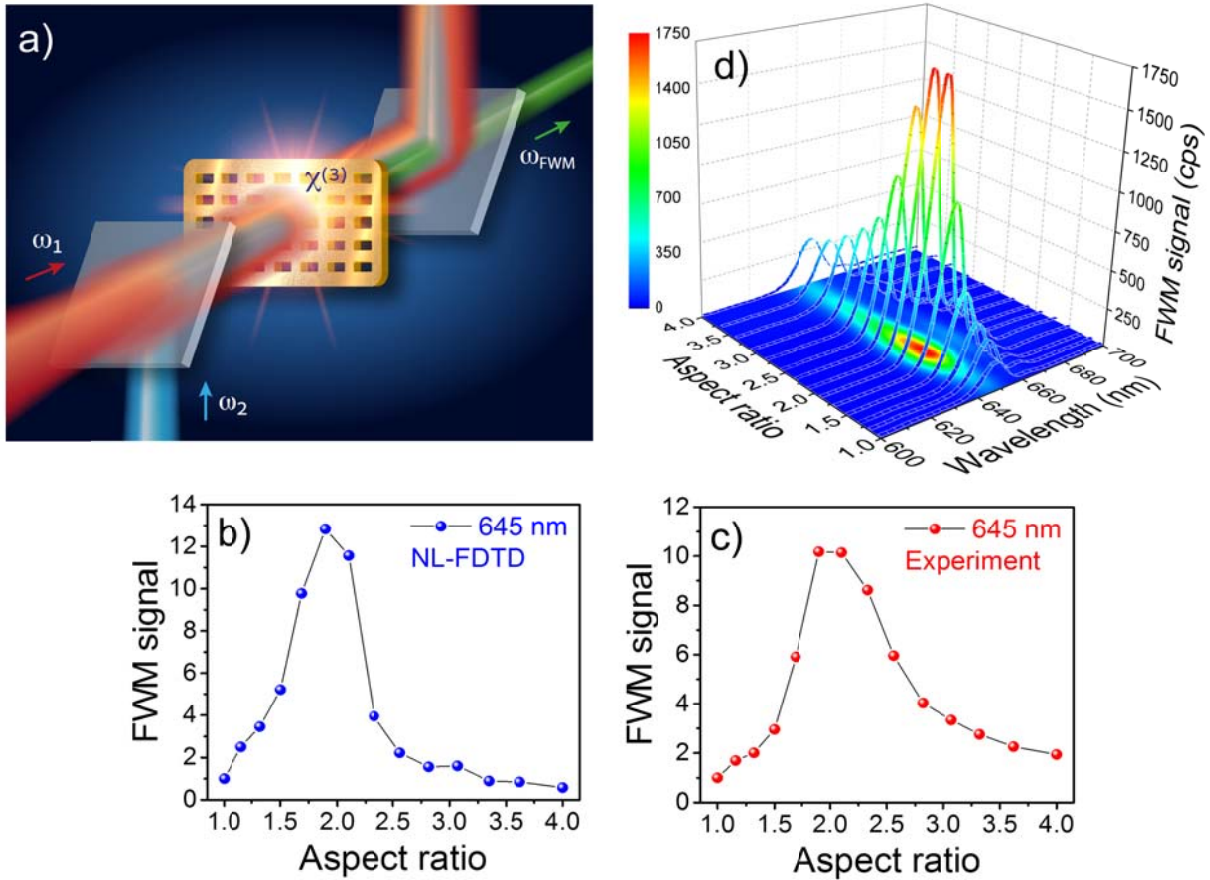 a)
χ(3)
ω1
ω2
ωFWM
d)
1750
1400
1050
700
350
0
1750
1500
1250
1000
750
500
250
FWM signal (cps)
4.0
3.5
3.0
2.5
2.0
1.5
1.0
Aspect ratio
600
620
640
660
680
700
Wavelength (nm)
b)
645 nm
NL-FDTD
14
12
10
8
6
4
2
0
FWM signal
1.0 1.5 2.0 2.5 3.0 3.5 4.0
Aspect ratio
c)
645 nm
Experiment
12
10
8
6
4
2
0
FWM signal
1.0 1.5 2.0 2.5 3.0 3.5 4.0
Aspect ratio